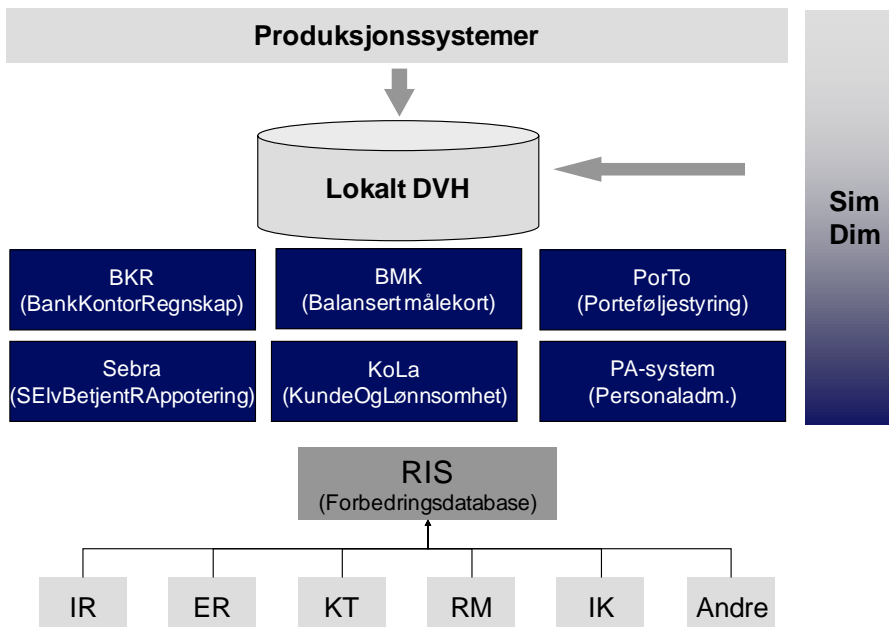 Produksjonssystemer
Lokalt DVH
Sim
Dim
BKR
(BankKontorRegnskap)
BMK
(Balansert målekort)
PorTo
(Porteføljestyring)
Sebra
(SElvBetjentRAppotering)
KoLa
(KundeOgLønnsomhet)
PA-system
(Personaladm.)
RIS
(Forbedringsdatabase)
IR
ER
KT
RM
IK
Andre